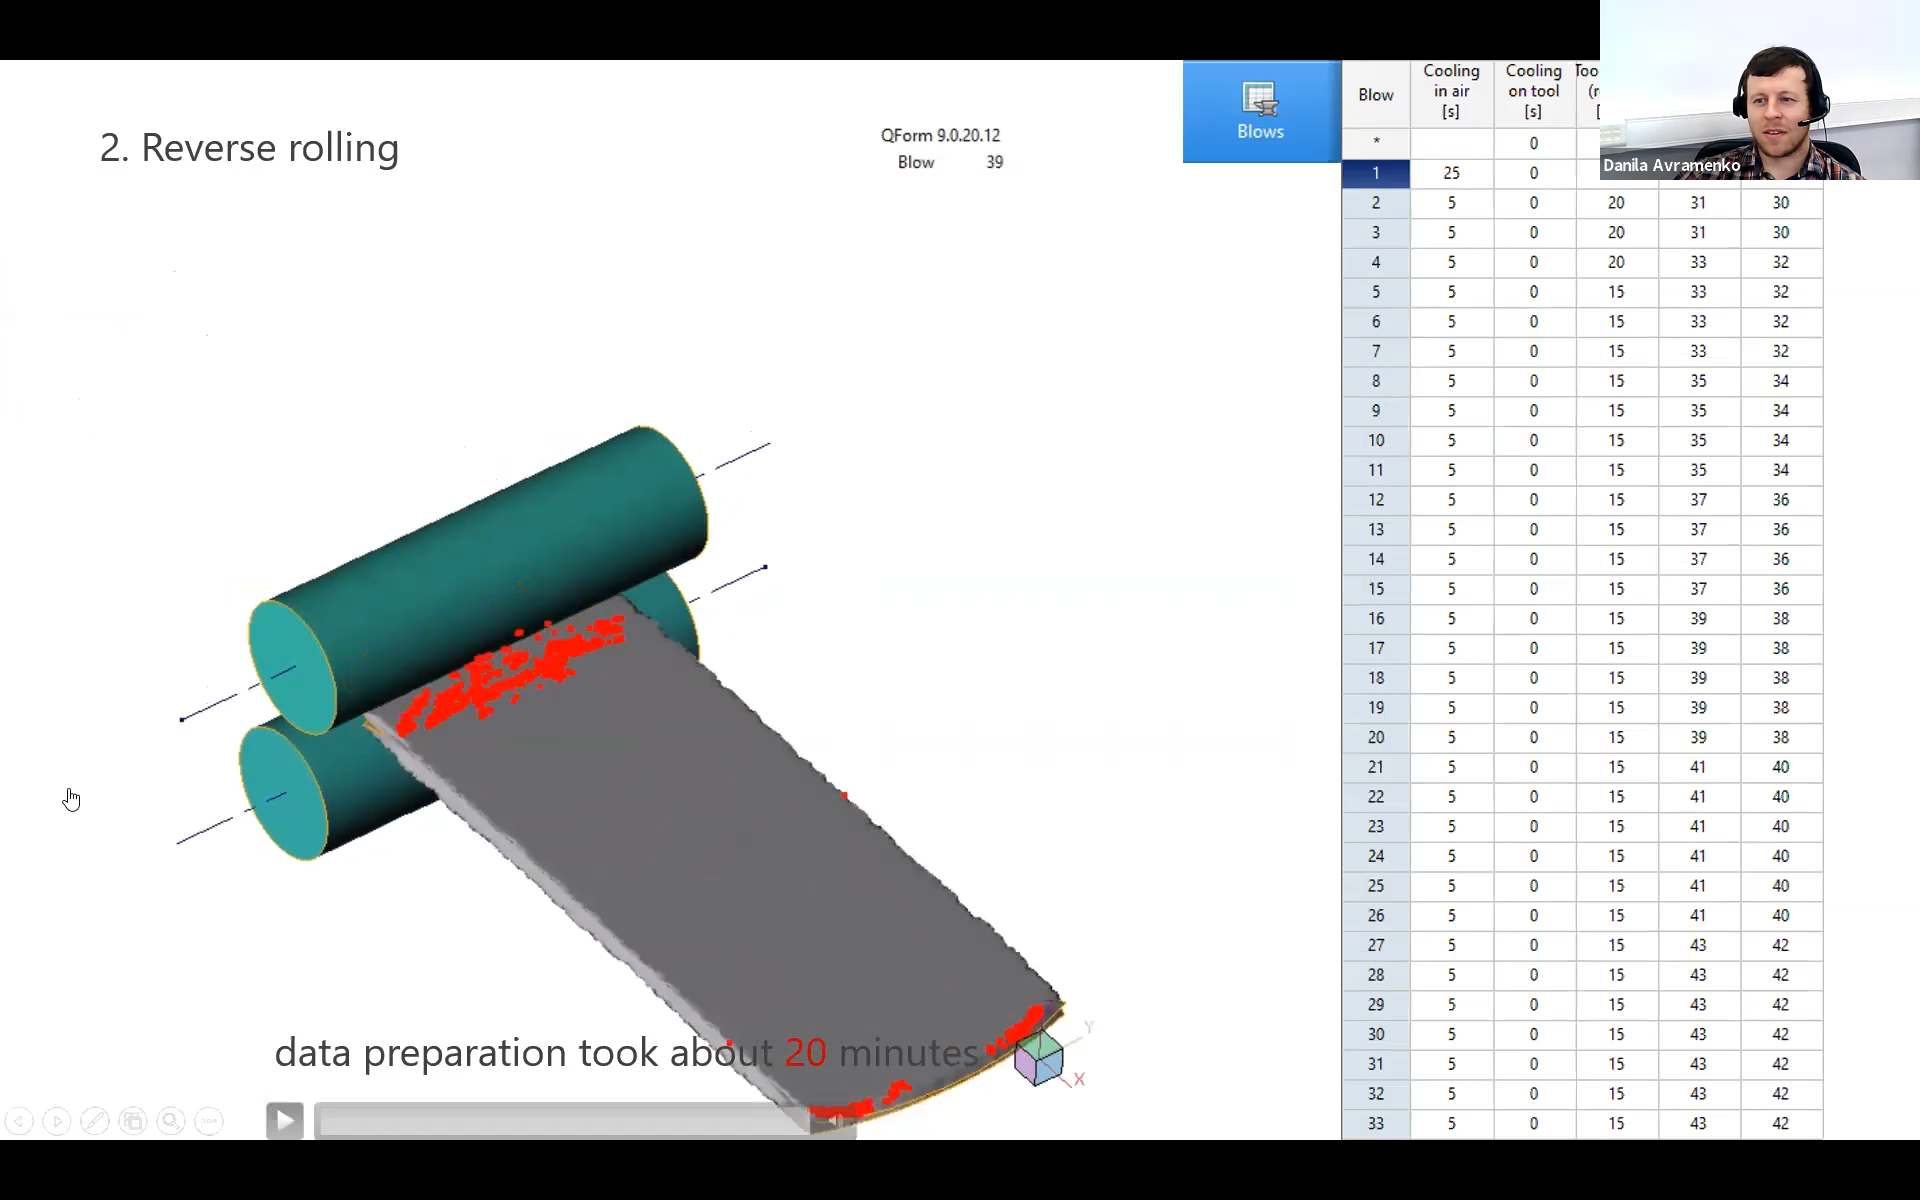 2. Reverse rolling
QForm 9.0.20.12
Blow 39
Blows
Blow
Cooling in air [s]
Cooling on tool [s]
* 0
1 25 0
2 5 0 20 31 30
3 5 0 20 31 30
4 5 0 20 33 32
5 5 0 15 33 32
6 5 0 15 33 32
7 5 0 15 33 32
8 5 0 15 35 34
9 5 0 15 35 34
10 5 0 15 35 34
11 5 0 15 35 34
12 5 0 15 37 36
13 5 0 15 37 36
14 5 0 15 37 36
15 5 0 15 37 36
16 5 0 15 39 38
17 5 0 15 39 38
18 5 0 15 39 38
19 5 0 15 39 38
20 5 0 15 39 38
21 5 0 15 41 40
22 5 0 15 41 40
23 5 0 15 41 40
24 5 0 15 41 40
25 5 0 15 41 40
26 5 0 15 41 40
27 5 0 15 43 42
28 5 0 15 43 42
29 5 0 15 43 42
30 5 0 15 43 42
31 5 0 15 43 42
32 5 0 15 43 42
33 5 0 15 43 42
Danila Avramenko
data preparation took about 20 minutes
Y
X